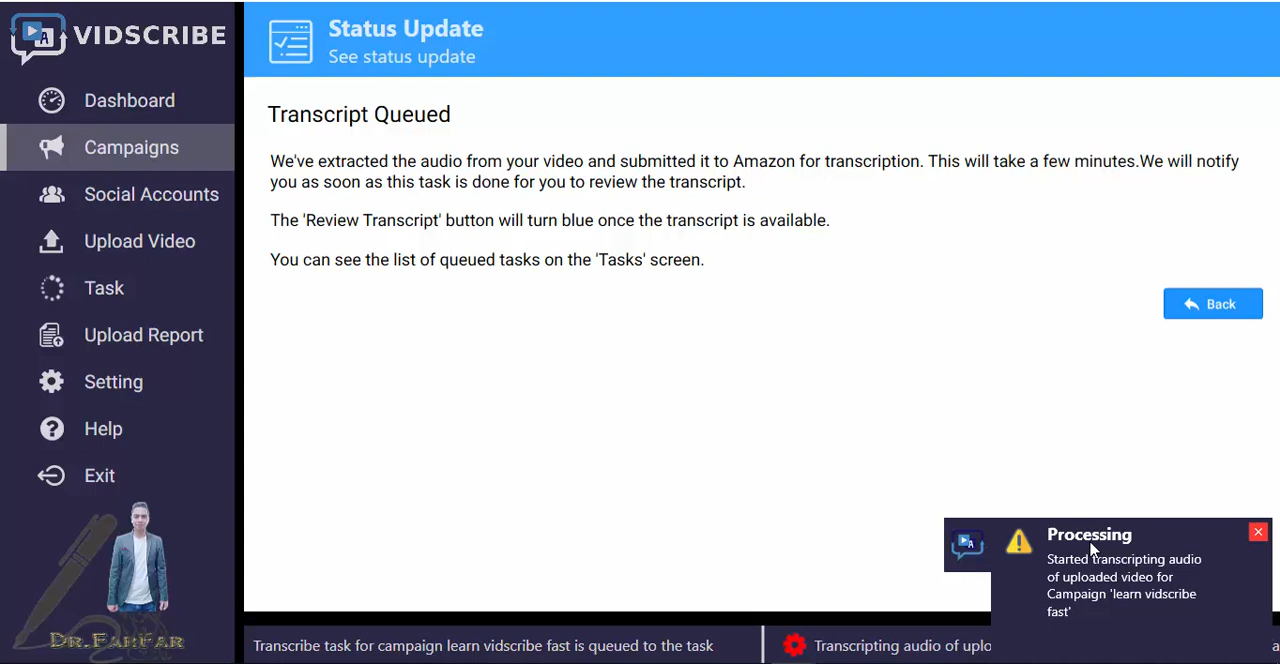 VIDSCRIBE
Dashboard
Campaigns
Social Accounts
Upload Video
Task
Upload Report
Setting
Help
Exit
DR.FARFAR
Status Update
See status update
Transcript Queued
We've extracted the audio from your video and submitted it to Amazon for transcription. This will take a few minutes.We will notify
you as soon as this task is done for you to review the transcript.
The 'Review Transcript' button will turn blue once the transcript is available.
You can see the list of queued tasks on the 'Tasks' screen.
Back
Processing
Started transcripting audio
of uploaded video for
Campaign 'learn vidscribe
fast'
Transcribe task for campaign learn vidscribe fast is queued to the task
Transcripting audio of uplo